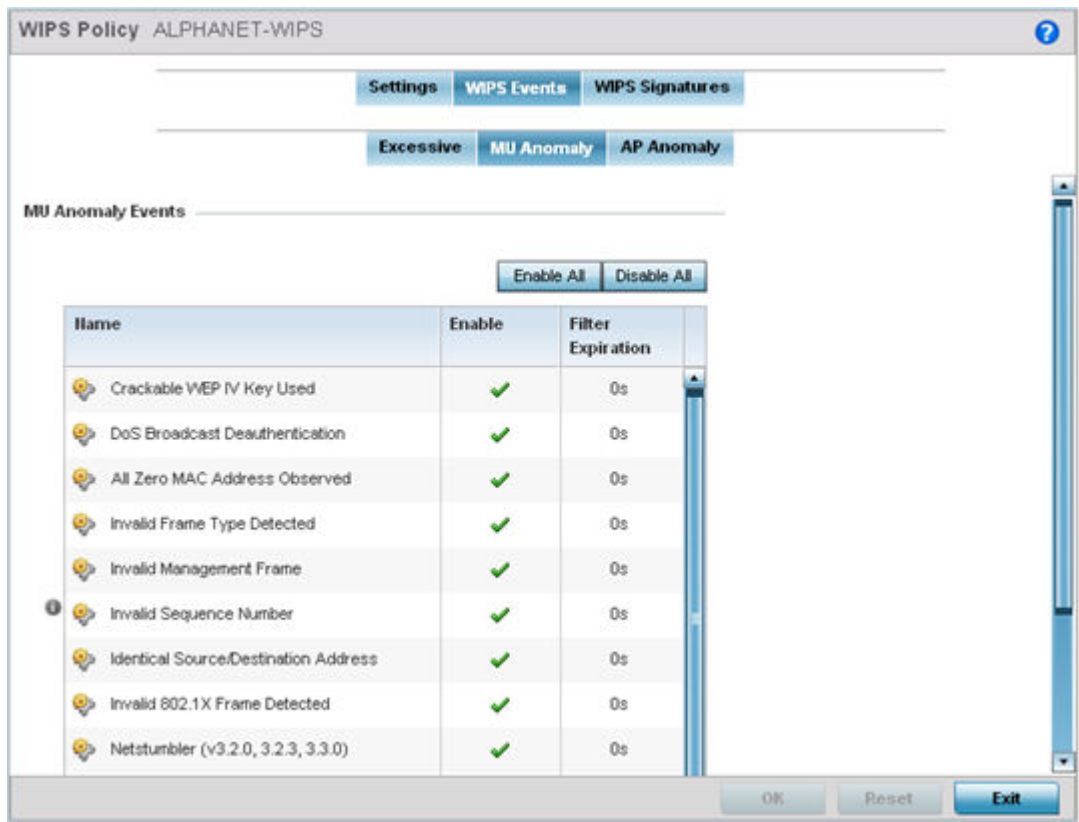 WIPS Policy ALPHANET-WIPS
?
Settings WIPS Events WIPS Signatures
Excessive MU Anomaly AP Anomaly
MU Anomaly Events
Enable All Disable All
Name Enable Filter
Expiration
Crackable WEP IV Key Used 0s
DoS Broadcast Deauthentication 0s
All Zero MAC Address Observed 0s
Invalid Frame Type Detected 0s
Invalid Management Frame 0s
Invalid Sequence Number 0s
Identical Source/Destination Address 0s
Invalid 802.1X Frame Detected 0s
Netstumbler (v3.2.0, 3.2.3, 3.3.0) 0s
OK Reset Exit